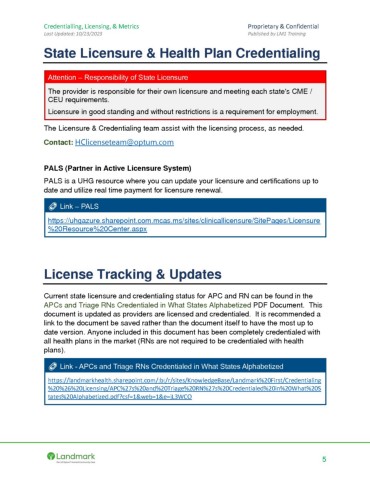 Credentialling, Licensing, & Metrics
Proprietary & Confidential
Last Updated: 10/13/2023
Published by LMS Training
State Licensure & Health Plan Credentialing
Attention – Responsibility of State Licensure
The provider is responsible for their own licensure and meeting each state's CME /
CEU requirements.
Licensure in good standing and without restrictions is a requirement for employment.
The Licensure & Credentialing team assist with the licensing process, as needed.
Contact: HClicenseteam@optum.com
PALS (Partner in Active Licensure System)
PALS is a UHG resource where you can update your licensure and certifications up to
date and utilize real time payment for licensure renewal.
Link – PALS
https://uhgazure.sharepoint.com.mcas.ms/sites/clinicallicensure/SitePages/Licensure
%20Resource%20Center.aspx
License Tracking & Updates
Current state licensure and credentialing status for APC and RN can be found in the
APCs and Triage RNs Credentialed in What States Alphabetized PDF Document. This
document is updated as providers are licensed and credentialed. It is recommended a
link to the document be saved rather than the document itself to have the most up to
date version. Anyone included in this document has been completely credentialed with
all health plans in the market (RNs are not required to be credentialed with health
plans).
Link - APCs and Triage RNs Credentialed in What States Alphabetized
https://landmarkhealth.sharepoint.com/:b:/r/sites/KnowledgeBase/Landmark%20First/Credentialing
%20%26%20Licensing/APC%27s%20and%20Triage%20RN%27s%20Credentialed%20in%20What%20S
tates%20Alphabetized.pdf?csf=1&web=1&e=jL3WCO
Landmark
5